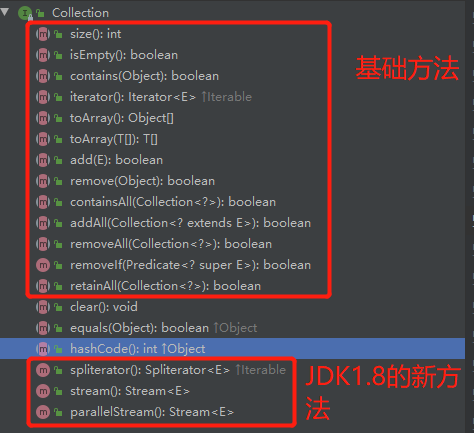 Collection
size(): int
isEmpty(): boolean
contains(Object): boolean
iterator(): Iterator<E> ↑Iterable
toArray(): Object[]
toArray(T[]): T[]
add(E): boolean
remove(Object): boolean
containsAll(Collection<?>): boolean
addAll(Collection<? extends E>): boolean
removeAll(Collection<?>): boolean
removeIf(Predicate<? super E>): boolean
retainAll(Collection<?>): boolean
基础方法
clear(): void
equals(Object): boolean ↑Object
hashCode(): int ↑Object
spliterator(): Spliterator<E> ↑Iterable
stream(): Stream<E>
parallelStream(): Stream<E>
JDK1.8的新方
法